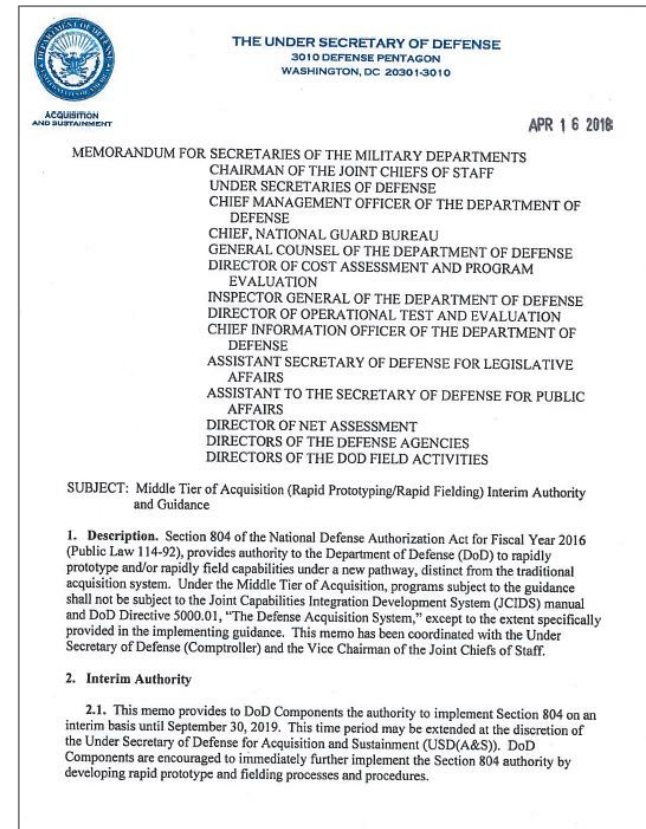 THE UNDER SECRETARY OF DEFENSE
3010 DEFENSE PENTAGON
WASHINGTON, DC 20301-3010
ACQUISITION
AND SUSTAINMENT
APR 16 2018
MEMORANDUM FOR SECRETARIES OF THE MILITARY DEPARTMENTS
CHAIRMAN OF THE JOINT CHIEFS OF STAFF
UNDER SECRETARIES OF DEFENSE
CHIEF MANAGEMENT OFFICER OF THE DEPARTMENT OF
DEFENSE
CHIEF, NATIONAL GUARD BUREAU
GENERAL COUNSEL OF THE DEPARTMENT OF DEFENSE
DIRECTOR OF COST ASSESSMENT AND PROGRAM
EVALUATION
INSPECTOR GENERAL OF THE DEPARTMENT OF DEFENSE
DIRECTOR OF OPERATIONAL TEST AND EVALUATION
CHIEF INFORMATION OFFICER OF THE DEPARTMENT OF
DEFENSE
ASSISTANT SECRETARY OF DEFENSE FOR LEGISLATIVE
AFFAIRS
ASSISTANT TO THE SECRETARY OF DEFENSE FOR PUBLIC
AFFAIRS
DIRECTOR OF NET ASSESSMENT
DIRECTORS OF THE DEFENSE AGENCIES
DIRECTORS OF THE DOD FIELD ACTIVITIES
SUBJECT: Middle Tier of Acquisition (Rapid Prototyping/Rapid Fielding) Interim Authority
and Guidance
1. Description. Section 804 of the National Defense Authorization Act for Fiscal Year 2016
(Public Law 114-92), provides authority to the Department of Defense (DoD) to rapidly
prototype and/or rapidly field capabilities under a new pathway, distinct from the traditional
acquisition system. Under the Middle Tier of Acquisition, programs subject to the guidance
shall not be subject to the Joint Capabilities Integration Development System (JCIDS) manual
and DoD Directive 5000.01, “The Defense Acquisition System,” except to the extent specifically
provided in the implementing guidance. This memo has been coordinated with the Under
Secretary of Defense (Comptroller) and the Vice Chairman of the Joint Chiefs of Staff.
2. Interim Authority
2.1. This memo provides to DoD Components the authority to implement Section 804 on an
interim basis until September 30, 2019. This time period may be extended at the discretion of
the Under Secretary of Defense for Acquisition and Sustainment (USD(A&S)). DoD
Components are encouraged to immediately further implement the Section 804 authority by
developing rapid prototype and fielding processes and procedures.